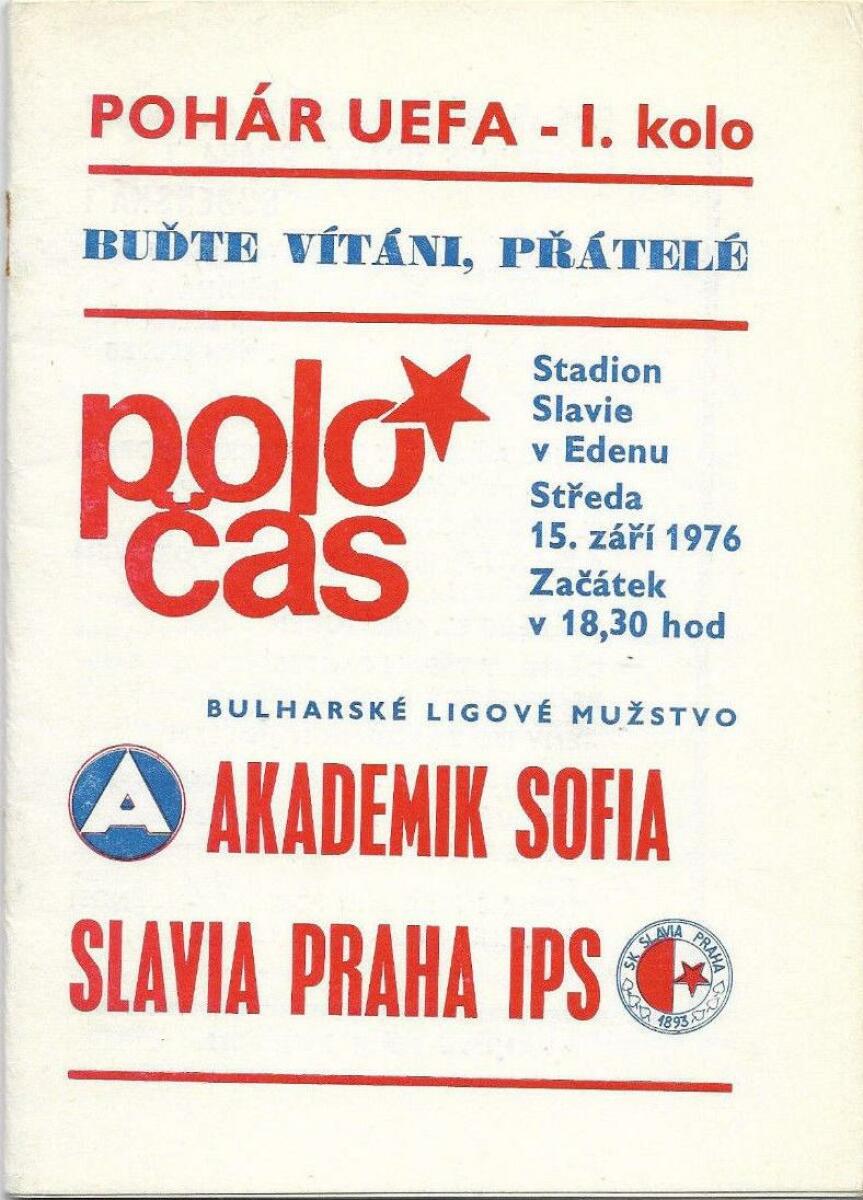 POHÁR UEFA - I. kolo
BUĎTE VÍTÁNI, PŘÁTELÉ
polo
čas
Stadion
Slavie
v Edenu
Středa
15. září 1976
Začátek
v 18,30 hod
BULHARSKÉ LIGOVÉ MUŽSTVO
A
AKADEMIK SOFIA
SLAVIA PRAHA IPS
SK SLAVIA PRAHA
1893